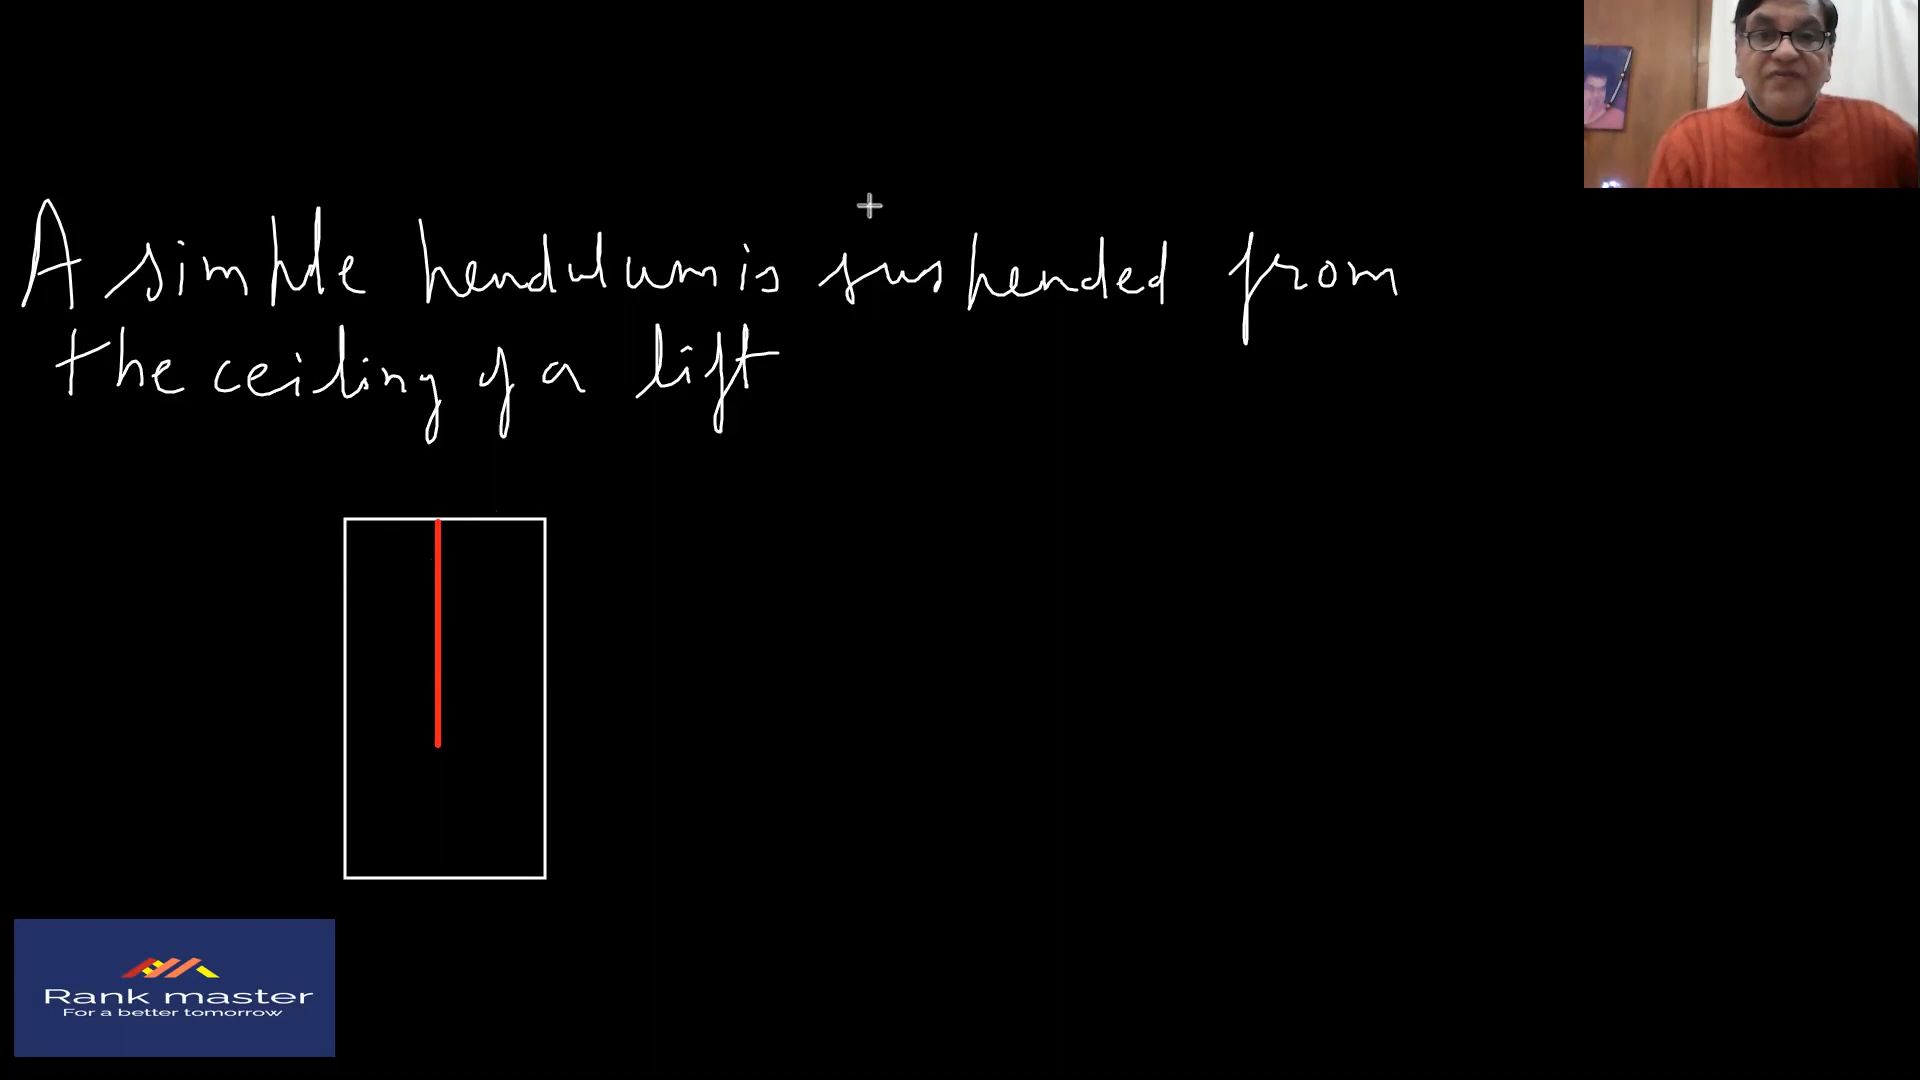 A simple pendulum is suspended from
the ceiling of a lift
Rank master
For a better tomorrow